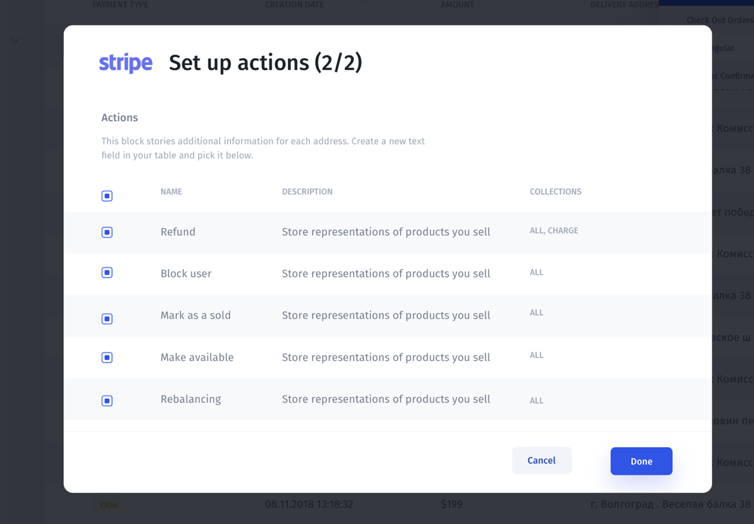 PAYMENT TYPE CREATION DATE AMOUNT DELIVERY ADDRE
Check Out Orders
stripe Set up actions (2/2)
Actions
This block stories additional information for each address. Create a new text
field in your table and pick it below.
NAME DESCRIPTION COLLECTIONS
Refund Store representations of products you sell ALL, CHARGE
Block user Store representations of products you sell ALL
Mark as a sold Store representations of products you sell ALL
Make available Store representations of products you sell ALL
Rebalancing Store representations of products you sell ALL
Cancel Done
08.11.2018 13:18:32 $199 г. Волгоград , Веселая балка 38